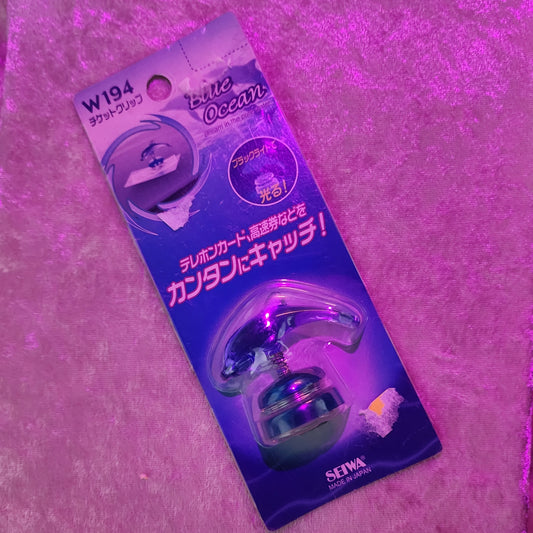 W194
チケットクリップ
Blue
Ocean
ブラックライトで
光る!
テレホンカード、高速券などを
カンタンにキャッチ!
SEIWA®
MADE IN JAPAN